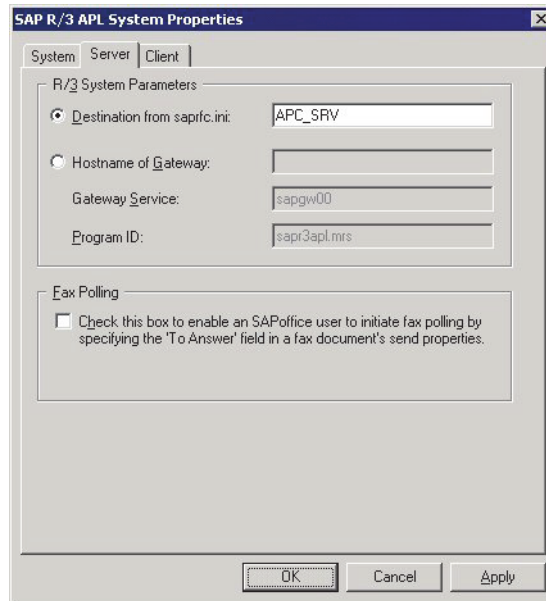 SAP R/3 APL System Properties
System Server Client
R/3 System Parameters
Destination from saprfc.ini: APC_SRV
Hostname of Gateway:
Gateway Service: sapgw00
Program ID: sapr3apl.mrs
Fax Polling
Check this box to enable an SAPoffice user to initiate fax polling by
specifying the 'To Answer' field in a fax document's send properties.
OK Cancel Apply